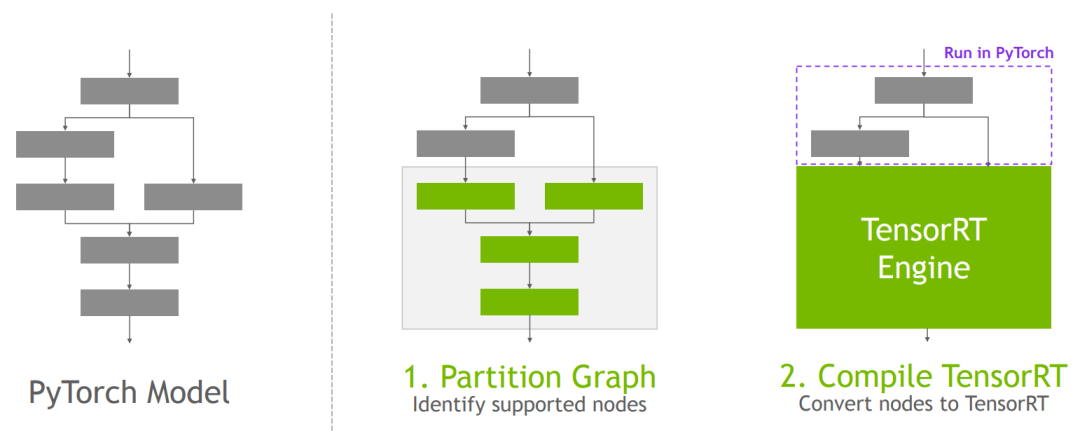 Run in PyTorch
TensorRT
Engine
PyTorch Model
1. Partition Graph
Identify supported nodes
2. Compile TensorRT
Convert nodes to TensorRT